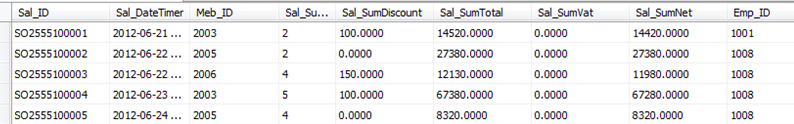 Sal_ID Sal_DateTimer Meb_ID Sal_Su... Sal_SumDiscount Sal_SumTotal Sal_SumVat Sal_SumNet Emp_ID
SO2555100001 2012-06-21 ... 2003 2 100.0000 14520.0000 0.0000 14420.0000 1001
SO2555100002 2012-06-22 ... 2005 2 0.0000 27380.0000 0.0000 27380.0000 1008
SO2555100003 2012-06-22 ... 2006 4 150.0000 12130.0000 0.0000 11980.0000 1008
SO2555100004 2012-06-23 ... 2003 5 100.0000 67380.0000 0.0000 67280.0000 1008
SO2555100005 2012-06-24 ... 2005 4 0.0000 8320.0000 0.0000 8320.0000 1008